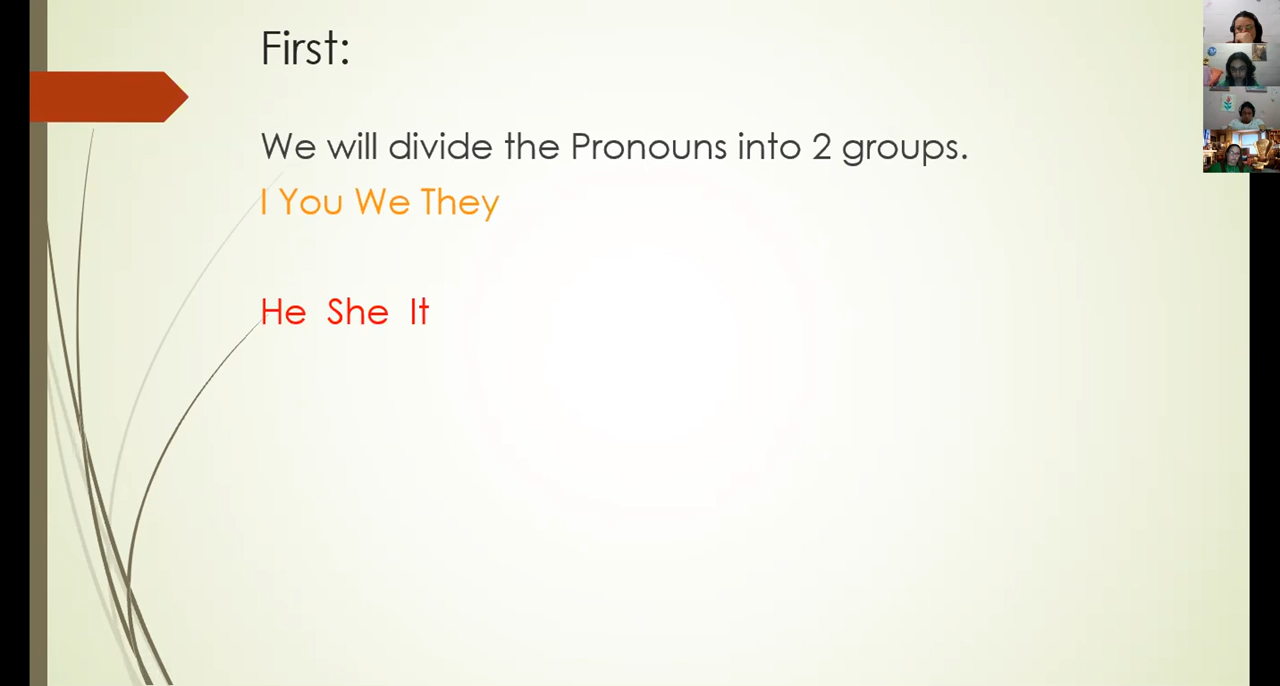 First:
We will divide the Pronouns into 2 groups.
I You We They
He She It